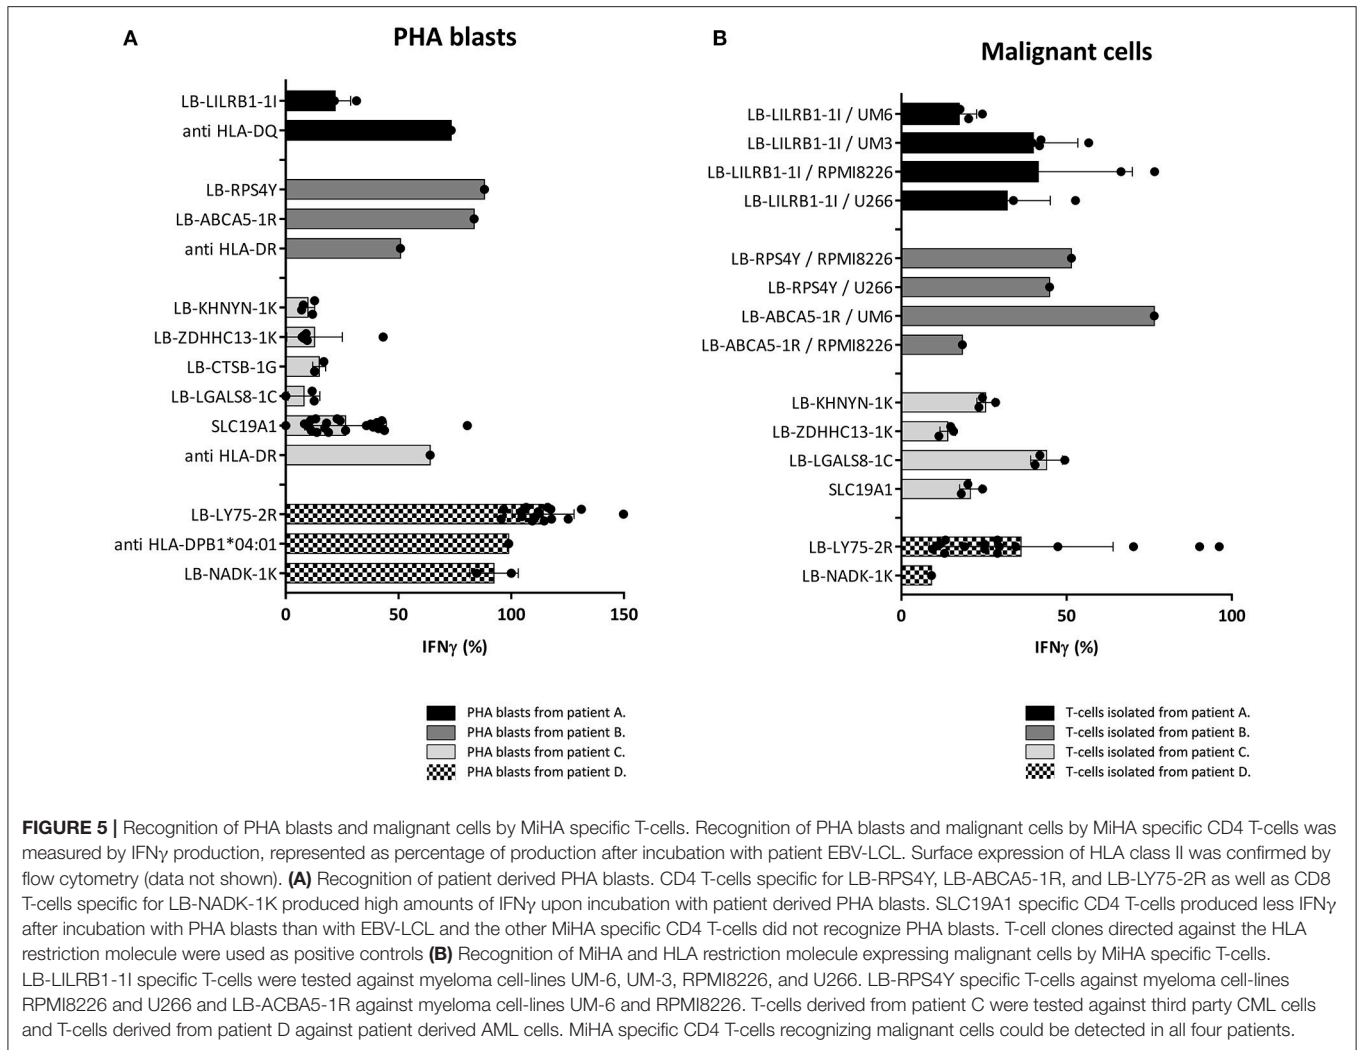 A
PHA blasts
LB-LILRB1-1I
anti HLA-DQ
LB-RPS4Y
LB-ABCA5-1R
anti HLA-DR
LB-KHNYN-1K
LB-ZDHHC13-1K
LB-CTSB-1G
LB-LGALS8-1C
SLC19A1
anti HLA-DR
LB-LY75-2R
anti HLA-DPB1*04:01
LB-NADK-1K
0 50 100 150
IFNγ (%)
PHA blasts from patient A.
PHA blasts from patient B.
PHA blasts from patient C.
PHA blasts from patient D.
B
Malignant cells
LB-LILRB1-1I / UM6
LB-LILRB1-1I / UM3
LB-LILRB1-1I / RPMI8226
LB-LILRB1-1I / U266
LB-RPS4Y / RPMI8226
LB-RPS4Y / U266
LB-ABCA5-1R / UM6
LB-ABCA5-1R / RPMI8226
LB-KHNYN-1K
LB-ZDHHC13-1K
LB-LGALS8-1C
SLC19A1
LB-LY75-2R
LB-NADK-1K
0 50 100
IFNγ (%)
T-cells isolated from patient A.
T-cells isolated from patient B.
T-cells isolated from patient C.
T-cells isolated from patient D.
FIGURE 5 | Recognition of PHA blasts and malignant cells by MiHA specific T-cells. Recognition of PHA blasts and malignant cells by MiHA specific CD4 T-cells was
measured by IFNγ production, represented as percentage of production after incubation with patient EBV-LCL. Surface expression of HLA class II was confirmed by
flow cytometry (data not shown). (A) Recognition of patient derived PHA blasts. CD4 T-cells specific for LB-RPS4Y, LB-ABCA5-1R, and LB-LY75-2R as well as CD8
T-cells specific for LB-NADK-1K produced high amounts of IFNγ upon incubation with patient derived PHA blasts. SLC19A1 specific CD4 T-cells produced less IFNγ
after incubation with PHA blasts than with EBV-LCL and the other MiHA specific CD4 T-cells did not recognize PHA blasts. T-cell clones directed against the HLA
restriction molecule were used as positive controls (B) Recognition of MiHA and HLA restriction molecule expressing malignant cells by MiHA specific T-cells.
LB-LILRB1-1I specific T-cells were tested against myeloma cell-lines UM-6, UM-3, RPMI8226, and U266. LB-RPS4Y specific T-cells against myeloma cell-lines
RPMI8226 and U266 and LB-ACBA5-1R against myeloma cell-lines UM-6 and RPMI8226. T-cells derived from patient C were tested against third party CML cells
and T-cells derived from patient D against patient derived AML cells. MiHA specific CD4 T-cells recognizing malignant cells could be detected in all four patients.